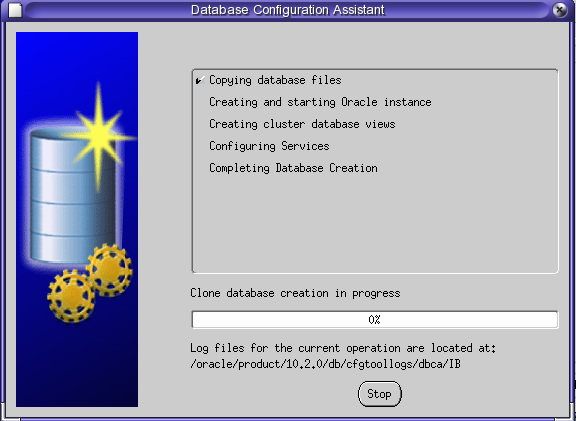 Database Configuration Assistant
Copying database files
Creating and starting Oracle instance
Creating cluster database views
Configuring Services
Completing Database Creation
Clone database creation in progress
0%
Log files for the current operation are located at:
/oracle/product/10.2.0/db/cfgtoollogs/dbca/IB
Stop